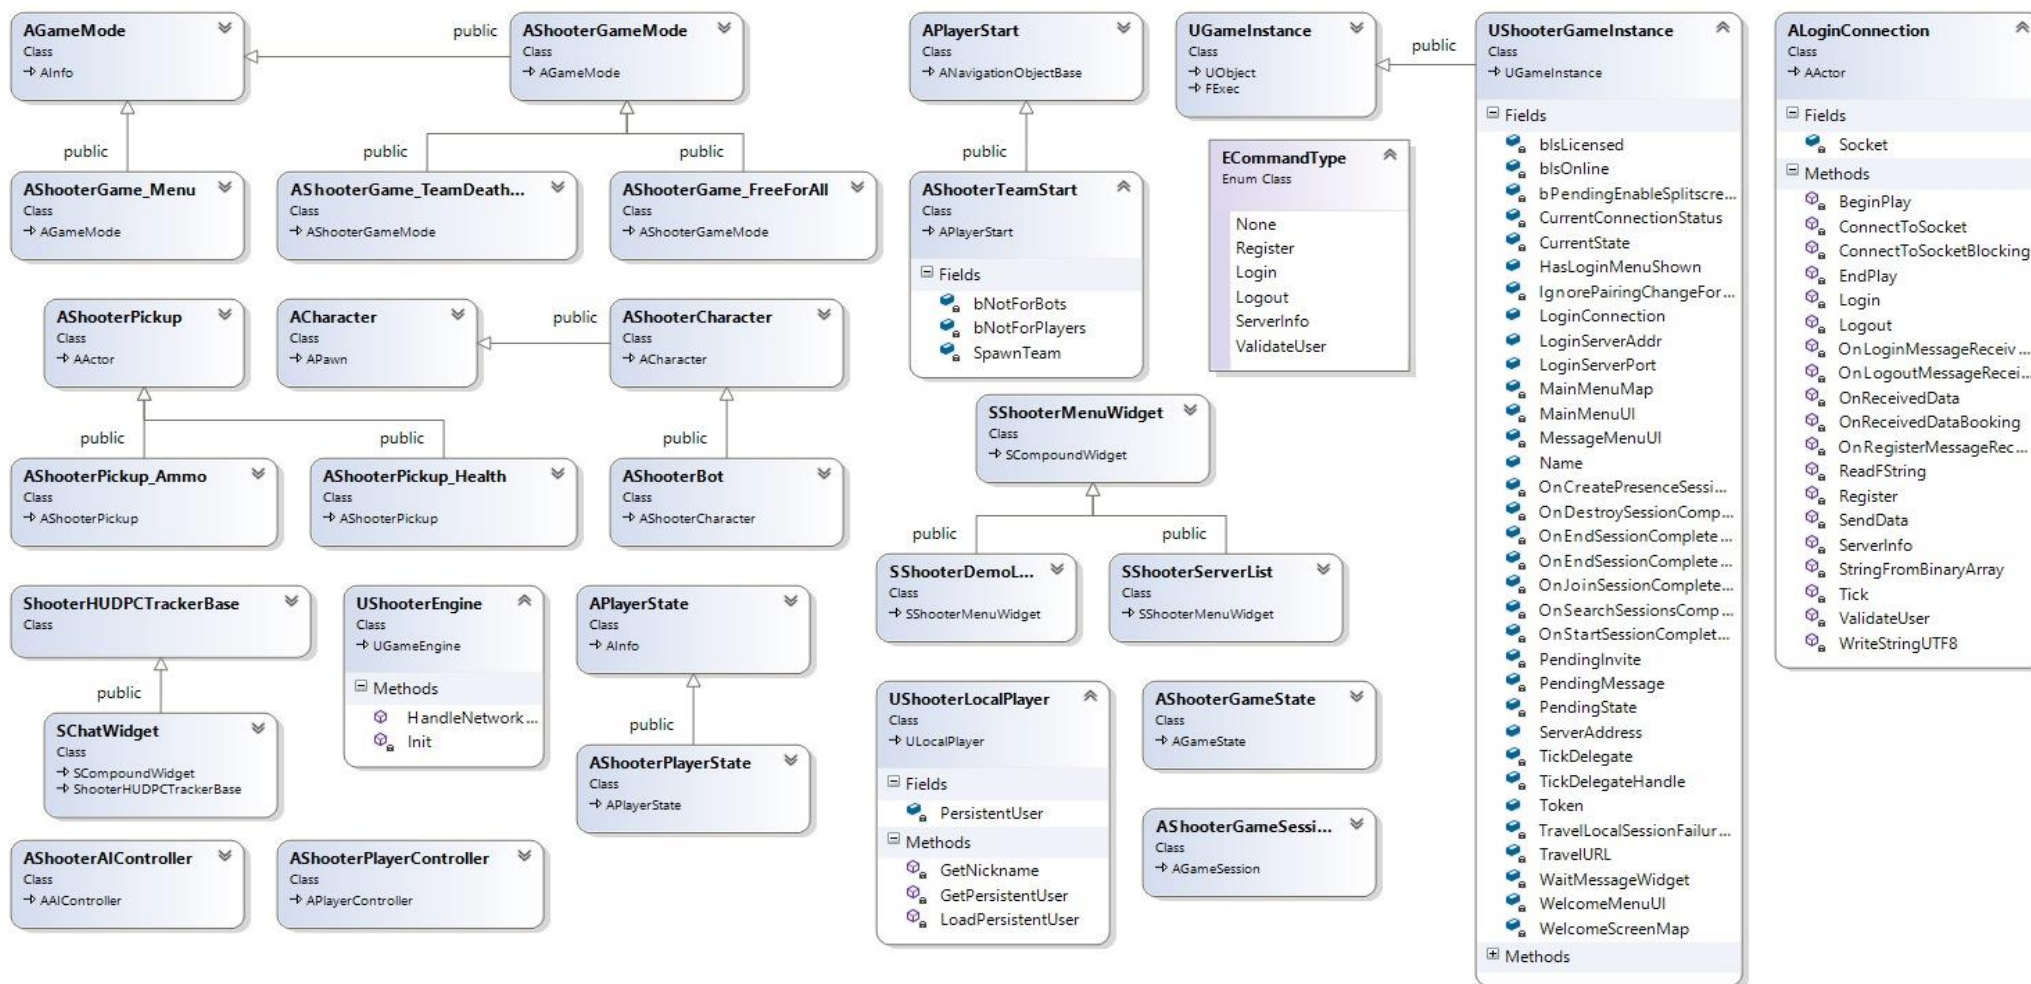 AGameMode
Class
AInfo
public
AShooterGameMode
Class
AGameMode
public
AShooterGame_Menu
Class
AGameMode
public
AShooterGame_TeamDeath...
Class
AShooterGameMode
public
AShooterGame_FreeForAll
Class
AShooterGameMode
AShooterPickup
Class
AActor
ACharacter
Class
APawn
public
AShooterCharacter
Class
ACharacter
public
AShooterPickup_Ammo
Class
AShooterPickup
public
AShooterPickup_Health
Class
AShooterPickup
public
AShooterBot
Class
AShooterCharacter
ShooterHUDPCTrackerBase
Class
public
SChatWidget
Class
SCompoundWidget
ShooterHUDPCTrackerBase
UShooterEngine
Class
UGameEngine
Methods
HandleNetwork...
Init
APlayerState
Class
AInfo
public
AShooterPlayerState
Class
APlayerState
AShooterAIController
Class
AAIController
AShooterPlayerController
Class
APlayerController
APlayerStart
Class
ANavigationObjectBase
public
AShooterTeamStart
Class
APlayerStart
Fields
bNotForBots
bNotForPlayers
SpawnTeam
UGameInstance
Class
UObject
FExec
public
ECommandType
Enum Class
None
Register
Login
Logout
ServerInfo
ValidateUser
SShooterMenuWidget
Class
SCompoundWidget
public
public
SShooterDemoL...
Class
SShooterMenuWidget
SShooterServerList
Class
SShooterMenuWidget
UShooterLocalPlayer
Class
ULocalPlayer
Fields
PersistentUser
Methods
GetNickname
GetPersistentUser
LoadPersistentUser
AShooterGameState
Class
AGameState
AShooterGameSessi...
Class
AGameSession
UShooterGameInstance
Class
UGameInstance
Fields
bIsLicensed
bIsOnline
bPendingEnableSplitscre...
CurrentConnectionStatus
CurrentState
HasLoginMenuShown
IgnorePairingChangeFor...
LoginConnection
LoginServerAddr
LoginServerPort
MainMenuMap
MainMenuUI
MessageMenuUI
Name
OnCreatePresenceSessi...
OnDestroySessionComp...
OnEndSessionComplete...
OnEndSessionComplete...
OnJoinSessionComplete...
OnSearchSessionsComp...
OnStartSessionComplet...
PendingInvite
PendingMessage
PendingState
ServerAddress
TickDelegate
TickDelegateHandle
Token
TravelLocalSessionFailur...
TravelURL
WaitMessageWidget
WelcomeMenuUI
WelcomeScreenMap
Methods
ALoginConnection
Class
AActor
Fields
Socket
Methods
BeginPlay
ConnectToSocket
ConnectToSocketBlocking
EndPlay
Login
Logout
OnLoginMessageReceiv...
OnLogoutMessageRecei...
OnReceivedData
OnReceivedDataBooking
OnRegisterMessageRec...
ReadFString
Register
SendData
ServerInfo
StringFromBinaryArray
Tick
ValidateUser
WriteStringUTF8